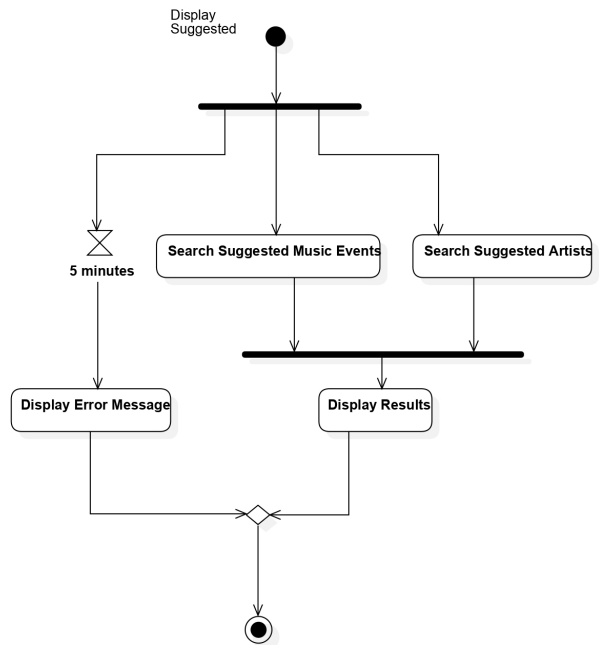 Display
Suggested
Search Suggested Music Events
Search Suggested Artists
5 minutes
Display Error Message
Display Results